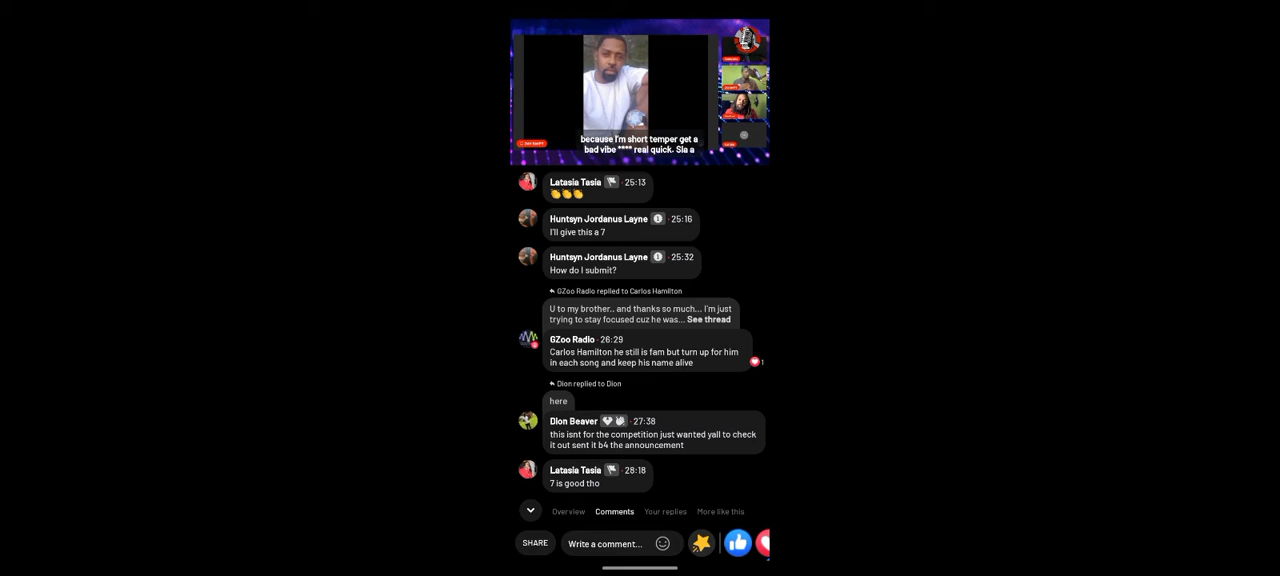 because I'm short temper get a
bad vibe **** real quick. Sla a
Latasia Tasia · 25:13
👏👏👏
Huntsyn Jordanus Layne · 25:16
I'll give this a 7
Huntsyn Jordanus Layne · 25:32
How do I submit?
GZoo Radio replied to Carlos Hamilton
U to my brother.. and thanks so much... I'm just
trying to stay focused cuz he was... See thread
GZoo Radio · 26:29
Carlos Hamilton he still is fam but turn up for him
in each song and keep his name alive
1
Dion replied to Dion
here
Dion Beaver · 27:38
this isnt for the competition just wanted yall to check
it out sent it b4 the announcement
Latasia Tasia · 28:18
7 is good tho
Overview Comments Your replies More like this
SHARE Write a comment...